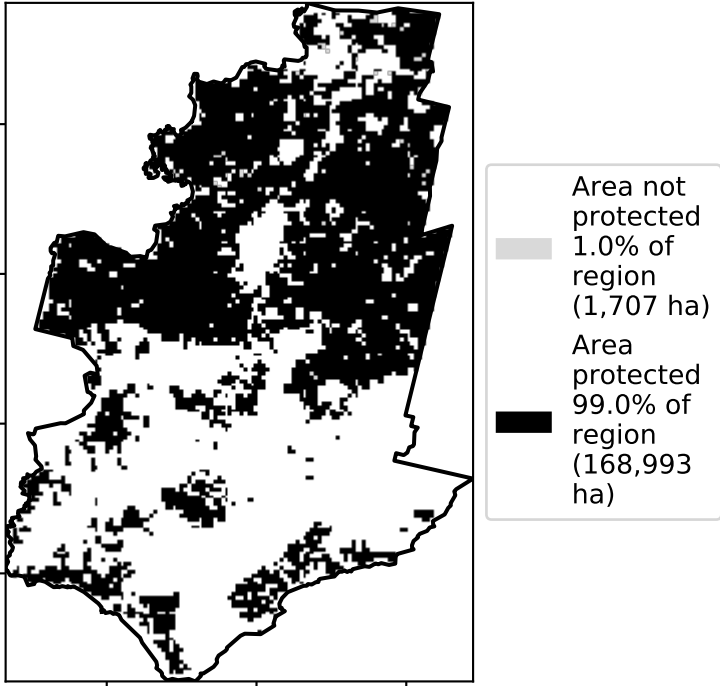 Area not
protected
1.0% of
region
(1,707 ha)
Area
protected
99.0% of
region
(168,993
ha)